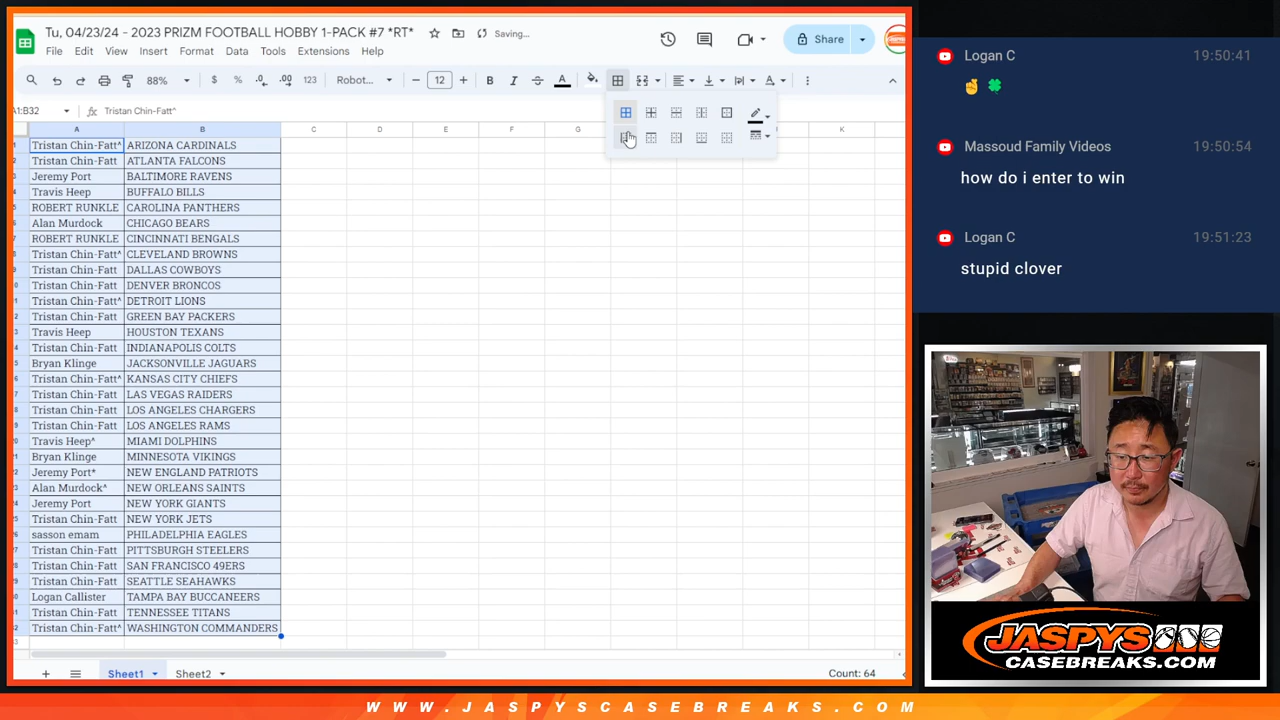 Tu, 04/23/24 - 2023 PRIZM FOOTBALL HOBBY 1-PACK #7 *RT*
Saving...
File Edit View Insert Format Data Tools Extensions Help
Share
88% $ % .0 .00 123 Robot... 12 B I A
A1:B32 fx Tristan Chin-Fatt^
A B C D E F G K
Tristan Chin-Fatt^ ARIZONA CARDINALS
Tristan Chin-Fatt ATLANTA FALCONS
Jeremy Port BALTIMORE RAVENS
Travis Heep BUFFALO BILLS
ROBERT RUNKLE CAROLINA PANTHERS
Alan Murdock CHICAGO BEARS
ROBERT RUNKLE CINCINNATI BENGALS
Tristan Chin-Fatt^ CLEVELAND BROWNS
Tristan Chin-Fatt DALLAS COWBOYS
Tristan Chin-Fatt DENVER BRONCOS
Tristan Chin-Fatt^ DETROIT LIONS
Tristan Chin-Fatt GREEN BAY PACKERS
Travis Heep HOUSTON TEXANS
Tristan Chin-Fatt INDIANAPOLIS COLTS
Bryan Klinge JACKSONVILLE JAGUARS
Tristan Chin-Fatt^ KANSAS CITY CHIEFS
Tristan Chin-Fatt LAS VEGAS RAIDERS
Tristan Chin-Fatt LOS ANGELES CHARGERS
Tristan Chin-Fatt LOS ANGELES RAMS
Travis Heep^ MIAMI DOLPHINS
Bryan Klinge MINNESOTA VIKINGS
Jeremy Port* NEW ENGLAND PATRIOTS
Alan Murdock^ NEW ORLEANS SAINTS
Jeremy Port NEW YORK GIANTS
Tristan Chin-Fatt NEW YORK JETS
sasson emam PHILADELPHIA EAGLES
Tristan Chin-Fatt PITTSBURGH STEELERS
Tristan Chin-Fatt SAN FRANCISCO 49ERS
Tristan Chin-Fatt SEATTLE SEAHAWKS
Logan Callister TAMPA BAY BUCCANEERS
Tristan Chin-Fatt TENNESSEE TITANS
Tristan Chin-Fatt^ WASHINGTON COMMANDERS
Sheet1 Sheet2 Count: 64
Logan C 19:50:41
🤞 🍀
Massoud Family Videos 19:50:54
how do i enter to win
Logan C 19:51:23
stupid clover
JASPYS
CASEBREAKS.COM
WWW.JASPYSCASEBREAKS.COM